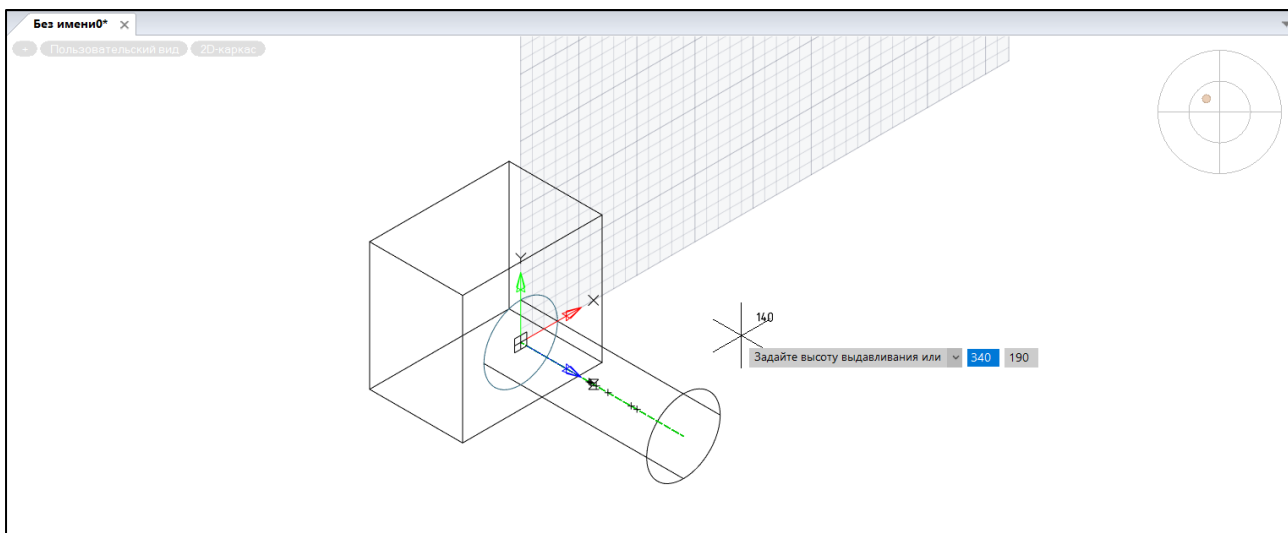 Без имени0*
+ Пользовательский вид 2D-каркас
Y
X
140
Задайте высоту выдавливания или 340 190
Z